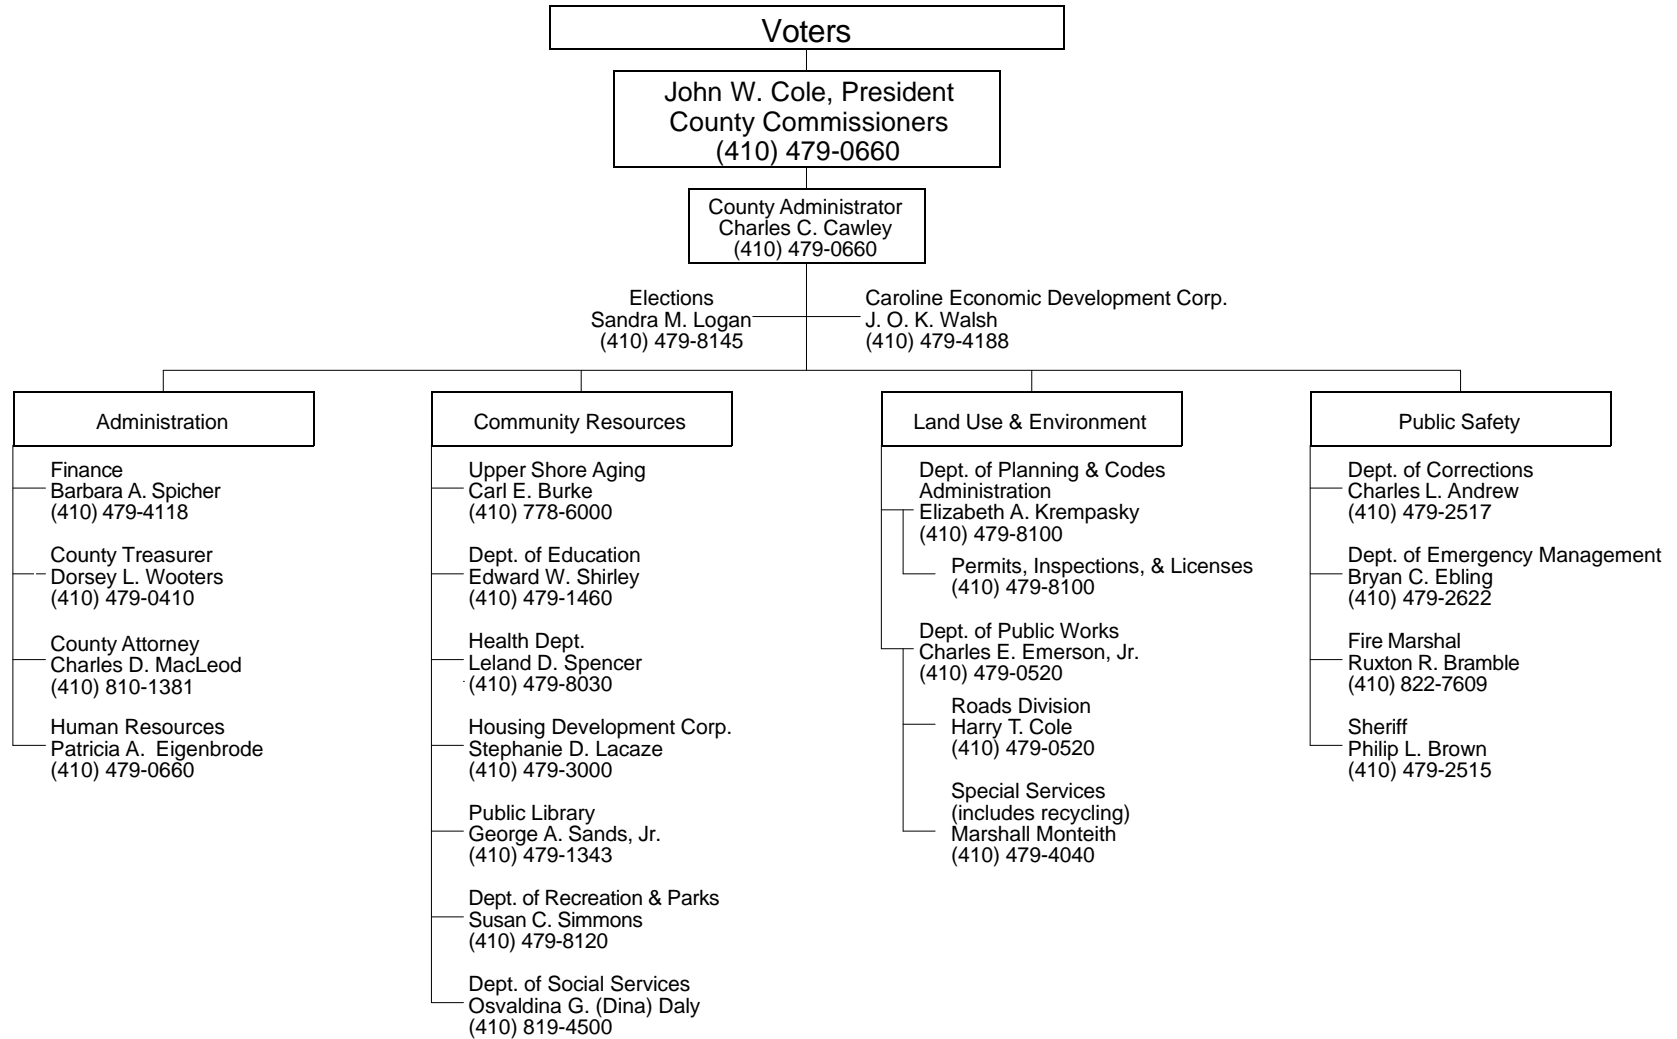 Voters
John W. Cole, President
County Commissioners
(410) 479-0660
County Administrator
Charles C. Cawley
(410) 479-0660
Elections
Sandra M. Logan
(410) 479-8145
Caroline Economic Development Corp.
J. O. K. Walsh
(410) 479-4188
Administration
Finance
Barbara A. Spicher
(410) 479-4118
County Treasurer
Dorsey L. Wooters
(410) 479-0410
County Attorney
Charles D. MacLeod
(410) 810-1381
Human Resources
Patricia A.  Eigenbrode
(410) 479-0660
Community Resources
Upper Shore Aging
Carl E. Burke
(410) 778-6000
Dept. of Education
Edward W. Shirley
(410) 479-1460
Health Dept.
Leland D. Spencer
(410) 479-8030
Housing Development Corp.
Stephanie D. Lacaze
(410) 479-3000
Public Library
George A. Sands, Jr.
(410) 479-1343
Dept. of Recreation & Parks
Susan C. Simmons
(410) 479-8120
Dept. of Social Services
Osvaldina G. (Dina) Daly
(410) 819-4500
Land Use & Environment
Dept. of Planning & Codes
Administration
Elizabeth A. Krempasky
(410) 479-8100
Permits, Inspections, & Licenses
(410) 479-8100
Dept. of Public Works
Charles E. Emerson, Jr.
(410) 479-0520
Roads Division
Harry T. Cole
(410) 479-0520
Special Services
(includes recycling)
Marshall Monteith
(410) 479-4040
Public Safety
Dept. of Corrections
Charles L. Andrew
(410) 479-2517
Dept. of Emergency Management
Bryan C. Ebling
(410) 479-2622
Fire Marshal
Ruxton R. Bramble
(410) 822-7609
Sheriff
Philip L. Brown
(410) 479-2515